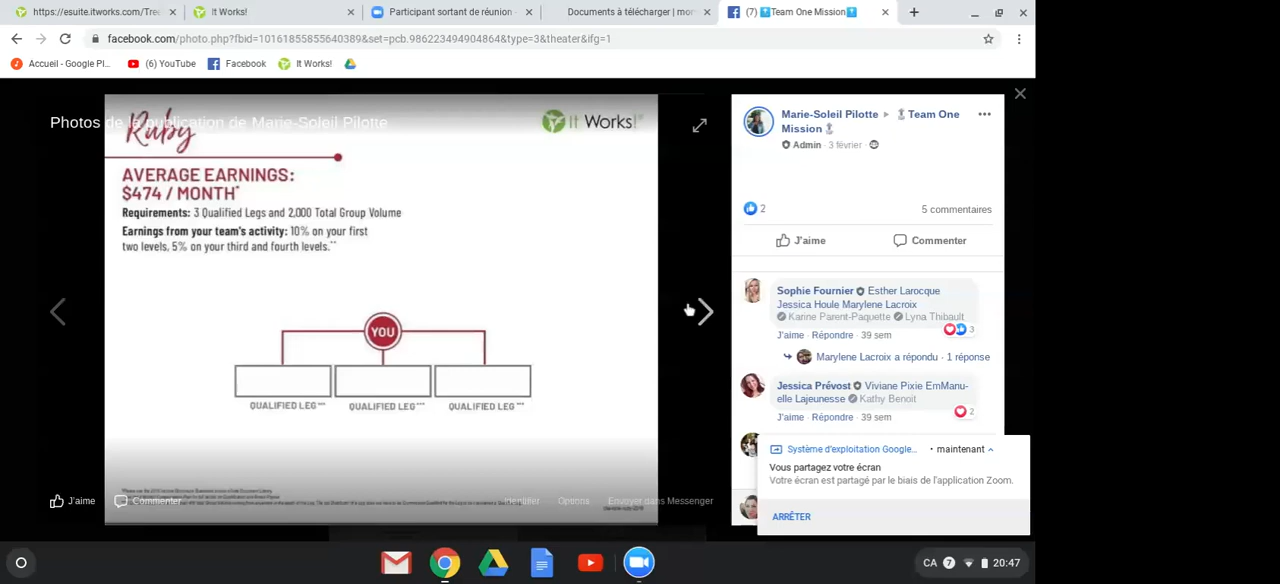 https://esuite.itworks.com/Tre
It Works!
Participant sortant de réunion -
Documents à télécharger | mor
(7) Team One Mission
facebook.com/photo.php?fbid=10161855855640389&set=pcb.986223494904864&type=3&theater&ifg=1
Accueil - Google Pl...
(6) YouTube
Facebook
It Works!
Photos de la publication de Marie-Soleil Pilotte
Ruby
It Works!
AVERAGE EARNINGS:
$474 / MONTH*
Requirements: 3 Qualified Legs and 2,000 Total Group Volume
Earnings from your team's activity: 10% on your first
two levels, 5% on your third and fourth levels.**
YOU
QUALIFIED LEG***
QUALIFIED LEG***
QUALIFIED LEG***
J'aime
Commenter
Identifier
Options
Envoyer dans Messenger
Marie-Soleil Pilotte ▸ Team One
Mission
Admin · 3 février ·
2
5 commentaires
J'aime
Commenter
Sophie Fournier Esther Larocque
Jessica Houle Marylene Lacroix
Karine Parent-Paquette Lyna Thibault
3
J'aime · Répondre · 39 sem
Marylene Lacroix a répondu · 1 réponse
Jessica Prévost Viviane Pixie EmManu-
elle Lajeunesse Kathy Benoit
2
J'aime · Répondre · 39 sem
Système d'exploitation Google... • maintenant
Vous partagez votre écran
Votre écran est partagé par le biais de l'application Zoom.
ARRÊTER
CA 7 20:47